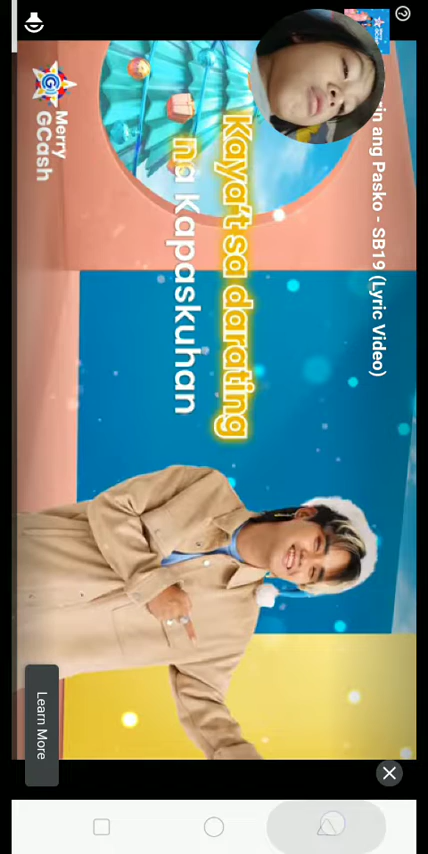 in ang Pasko - SB19 (Lyric Video)
Kaya't sa darating
na Kapaskuhan
Merry
GCash
Learn More